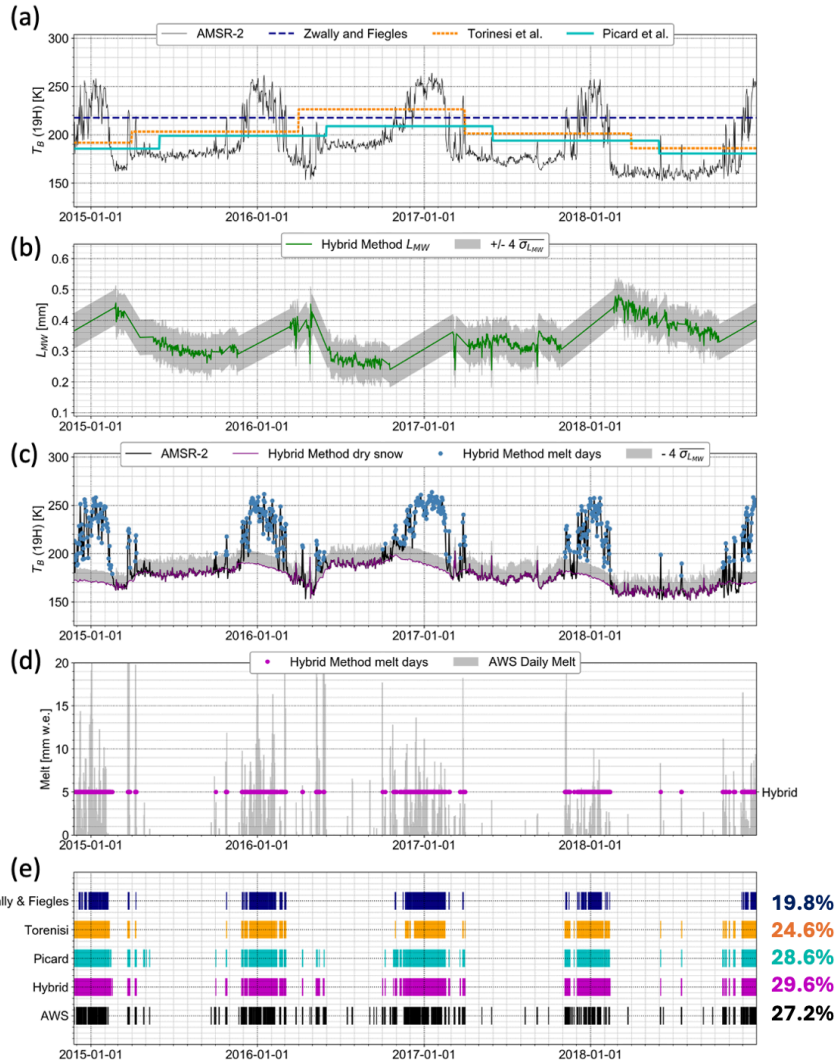 (a)
AMSR-2 Zwally and Fiegles Torinesi et al. Picard et al.
300
250
200
150
T_B (19H) [K]
2015-01-01 2016-01-01 2017-01-01 2018-01-01
(b)
Hybrid Method L_MW +/- 4 σ_L_MW
0.6
0.5
0.4
0.3
0.2
0.1
L_MW [mm]
2015-01-01 2016-01-01 2017-01-01 2018-01-01
(c)
AMSR-2 Hybrid Method dry snow Hybrid Method melt days - 4 σ_L_MW
300
250
200
150
T_B (19H) [K]
2015-01-01 2016-01-01 2017-01-01 2018-01-01
(d)
Hybrid Method melt days AWS Daily Melt
20
15
10
5
0
Melt [mm w.e.]
Hybrid
2015-01-01 2016-01-01 2017-01-01 2018-01-01
(e)
ally & Fiegles 19.8%
Torenisi 24.6%
Picard 28.6%
Hybrid 29.6%
AWS 27.2%
2015-01-01 2016-01-01 2017-01-01 2018-01-01